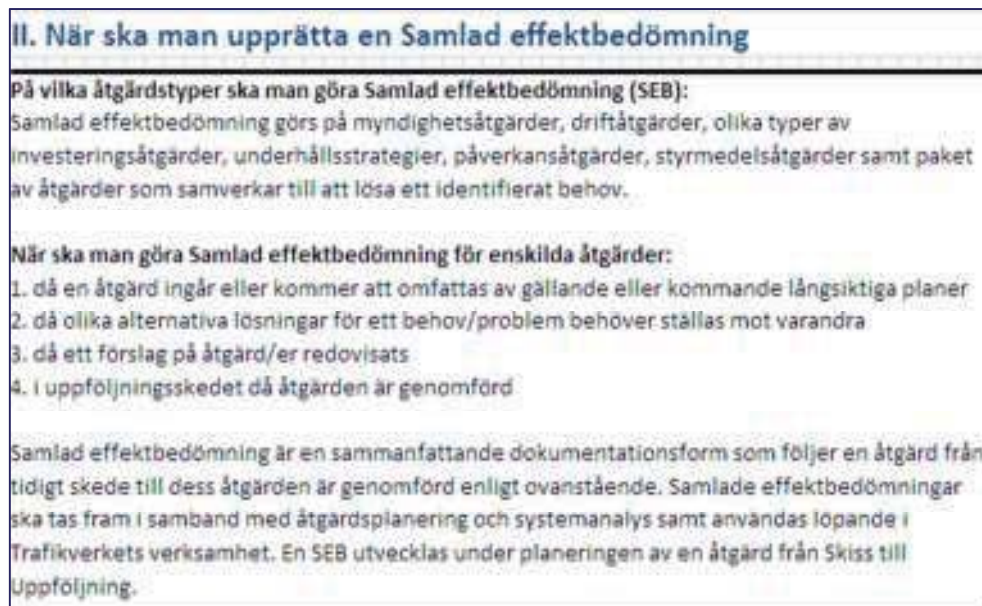 II. När ska man upprätta en Samlad effektbedömning
På vilka åtgärdstyper ska man göra Samlad effektbedömning (SEB):
Samlad effektbedömning görs på myndighetsåtgärder, driftåtgärder, olika typer av
investeringsåtgärder, underhållsstrategier, påverkansåtgärder, styrmedelsåtgärder samt paket
av åtgärder som samverkar till att lösa ett identifierat behov.
När ska man göra Samlad effektbedömning för enskilda åtgärder:
1. då en åtgärd ingår eller kommer att omfattas av gällande eller kommande långsiktiga planer
2. då olika alternativa lösningar för ett behov/problem behöver ställas mot varandra
3. då ett förslag på åtgärd/er redovisats
4. i uppföljningsskedet då åtgärden är genomförd
Samlad effektbedömning är en sammanfattande dokumentationsform som följer en åtgärd från
tidigt skede till dess åtgärden är genomförd enligt ovanstående. Samlade effektbedömningar
ska tas fram i samband med åtgärdsplanering och systemanalys samt användas löpande i
Trafikverkets verksamhet. En SEB utvecklas under planeringen av en åtgärd från Skiss till
Uppföljning.